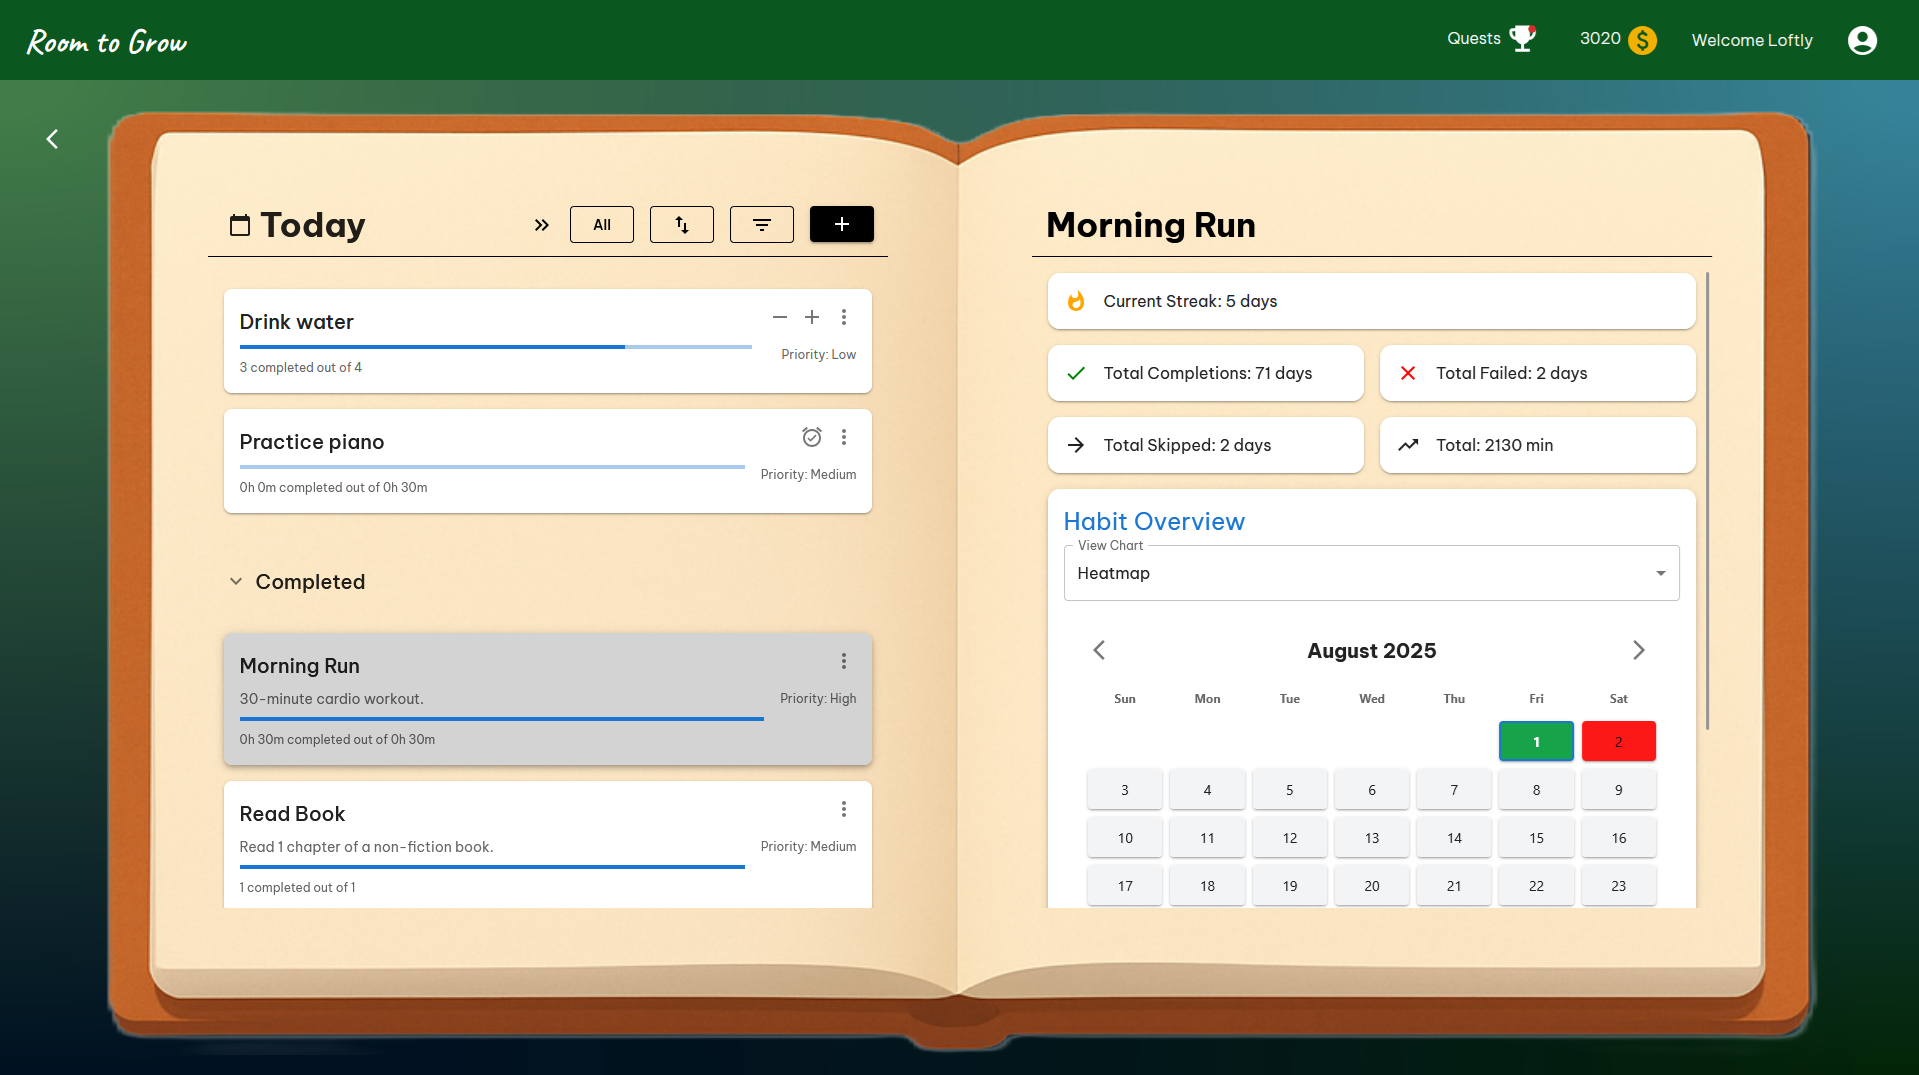 Room to Grow
Quests
3020
Welcome Loftly
Today
All
Drink water
Priority: Low
3 completed out of 4
Practice piano
Priority: Medium
0h 0m completed out of 0h 30m
Completed
Morning Run
30-minute cardio workout.
Priority: High
0h 30m completed out of 0h 30m
Read Book
Read 1 chapter of a non-fiction book.
Priority: Medium
1 completed out of 1
Morning Run
Current Streak: 5 days
Total Completions: 71 days
Total Failed: 2 days
Total Skipped: 2 days
Total: 2130 min
Habit Overview
View Chart
Heatmap
August 2025
Sun Mon Tue Wed Thu Fri Sat
1 2
3 4 5 6 7 8 9
10 11 12 13 14 15 16
17 18 19 20 21 22 23